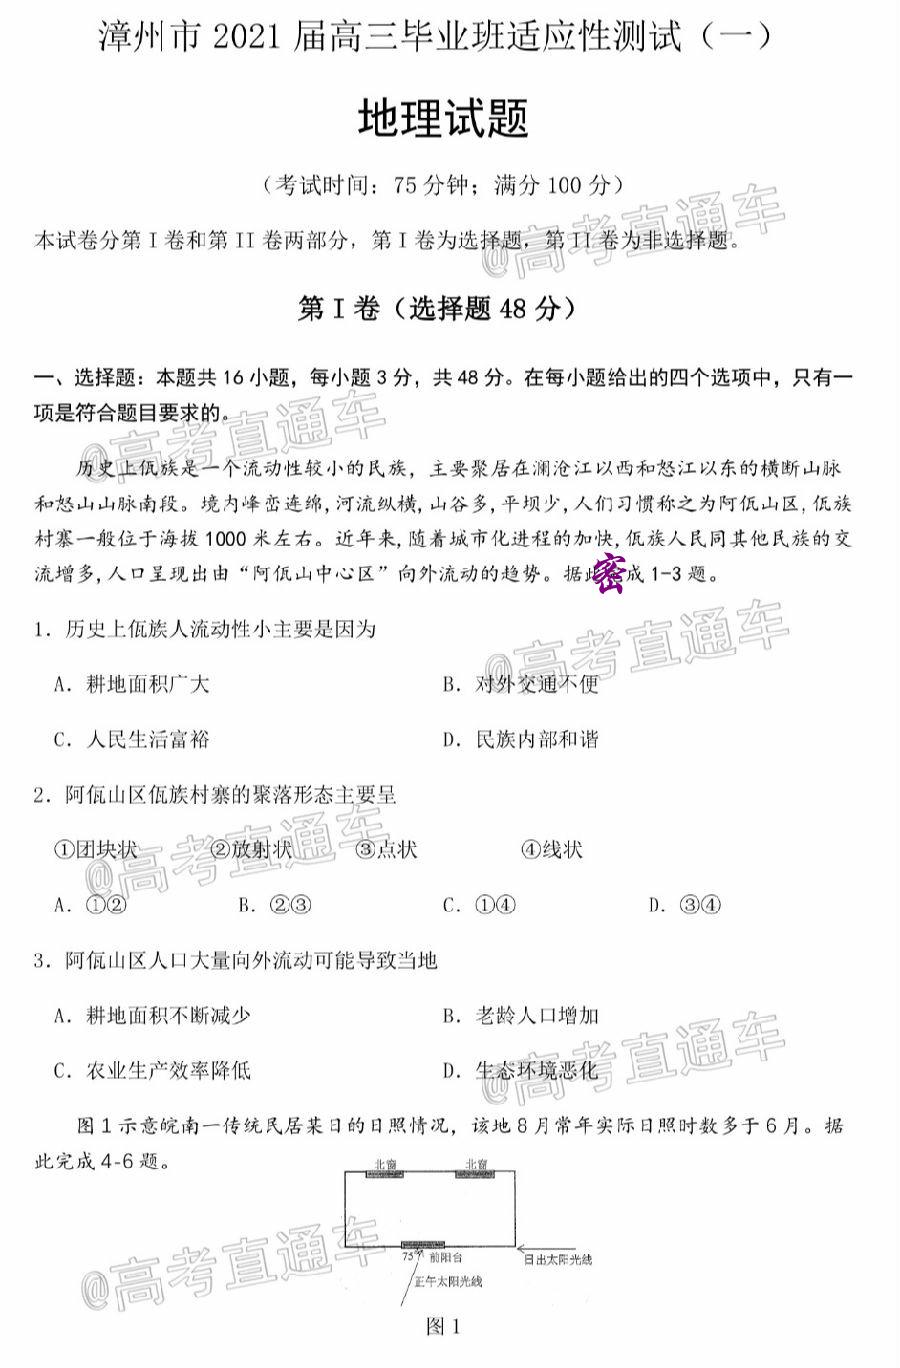 漳州市 2021 届高三毕业班适应性测试（一）
地理试题
（考试时间：75 分钟；满分 100 分）
本试卷分第 I 卷和第 II 卷两部分，第 I 卷为选择题，第 II 卷为非选择题。
@高考直通车
第 I 卷（选择题 48 分）
一、选择题：本题共 16 小题，每小题 3 分，共 48 分。在每小题给出的四个选项中，只有一
项是符合题目要求的。
@高考直通车
历史上佤族是一个流动性较小的民族，主要聚居在澜沧江以西和怒江以东的横断山脉
和怒山山脉南段。境内峰峦连绵,河流纵横,山谷多,平坝少,人们习惯称之为阿佤山区,佤族
村寨一般位于海拔 1000 米左右。近年来,随着城市化进程的加快,佤族人民同其他民族的交
流增多,人口呈现出由“阿佤山中心区”向外流动的趋势。据此密成 1-3 题。
1．历史上佤族人流动性小主要是因为
@高考直通车
A．耕地面积广大 B．对外交通不便
C．人民生活富裕 D．民族内部和谐
2．阿佤山区佤族村寨的聚落形态主要呈
①团块状 ②放射状 ③点状 ④线状
@高考直通车
A．①② B．②③ C．①④ D．③④
3．阿佤山区人口大量向外流动可能导致当地
A．耕地面积不断减少 B．老龄人口增加
@高考直通车
C．农业生产效率降低 D．生态环境恶化
图 1 示意皖南一传统民居某日的日照情况，该地 8 月常年实际日照时数多于 6 月。据
此完成 4-6 题。
北窗 北窗
75° 前阳台 日出太阳光线
正午太阳光线
@高考直通车
图 1